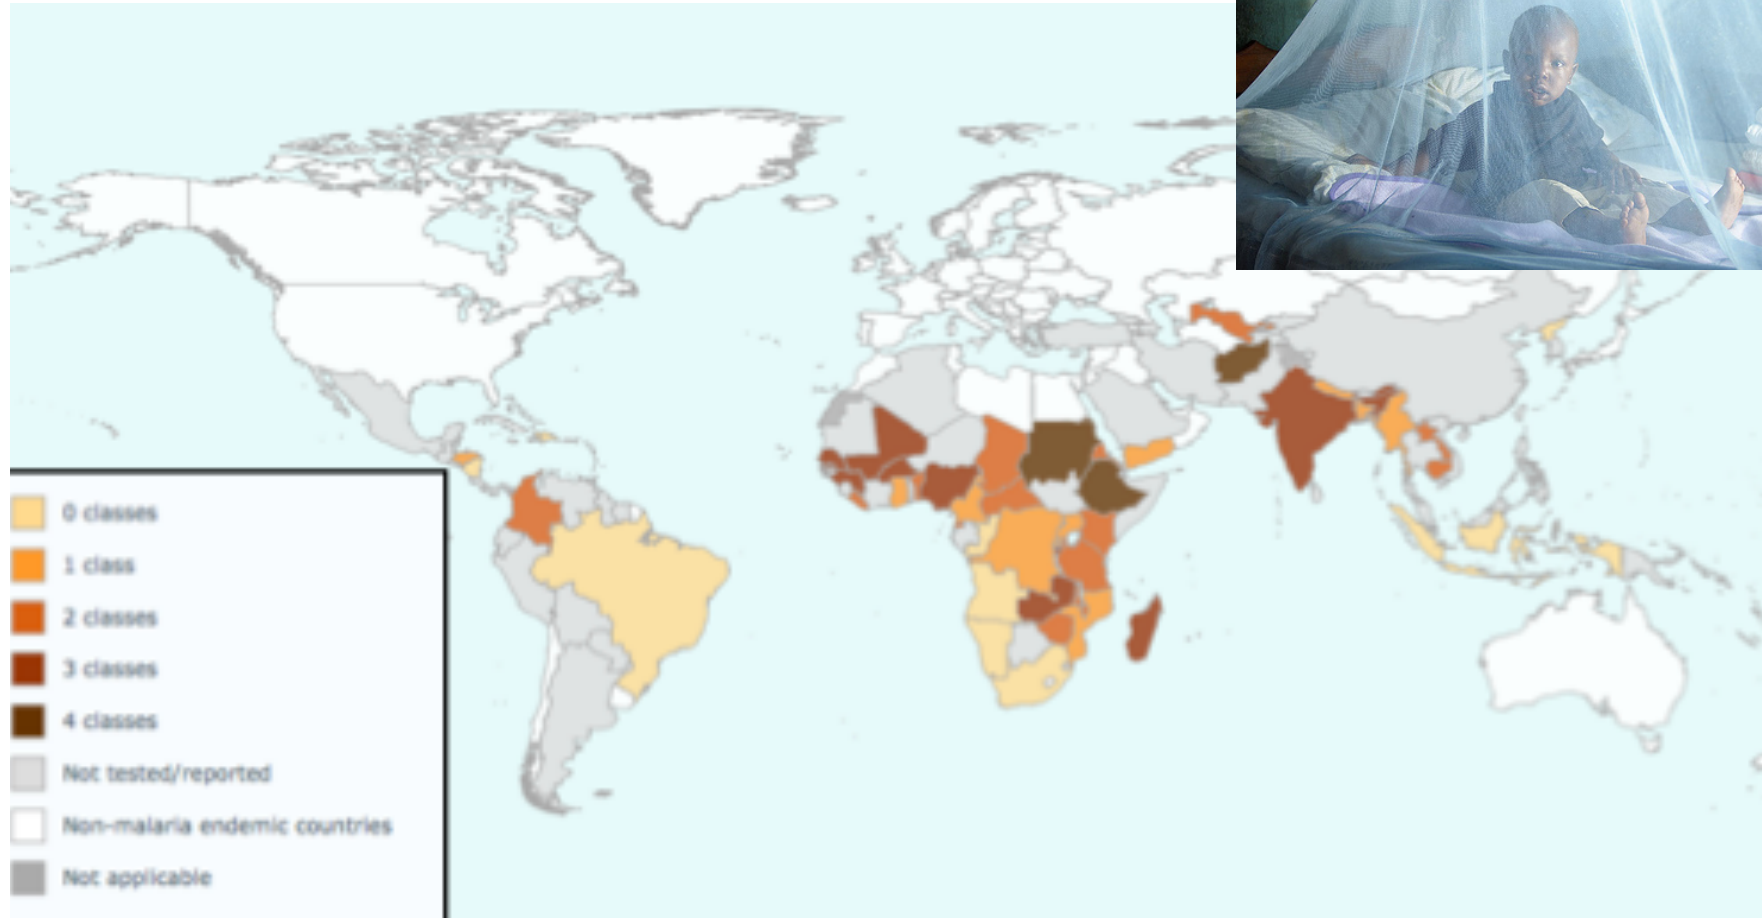 0 classes
1 class
2 classes
3 classes
4 classes
Not tested/reported
Non-malaria endemic countries
Not applicable